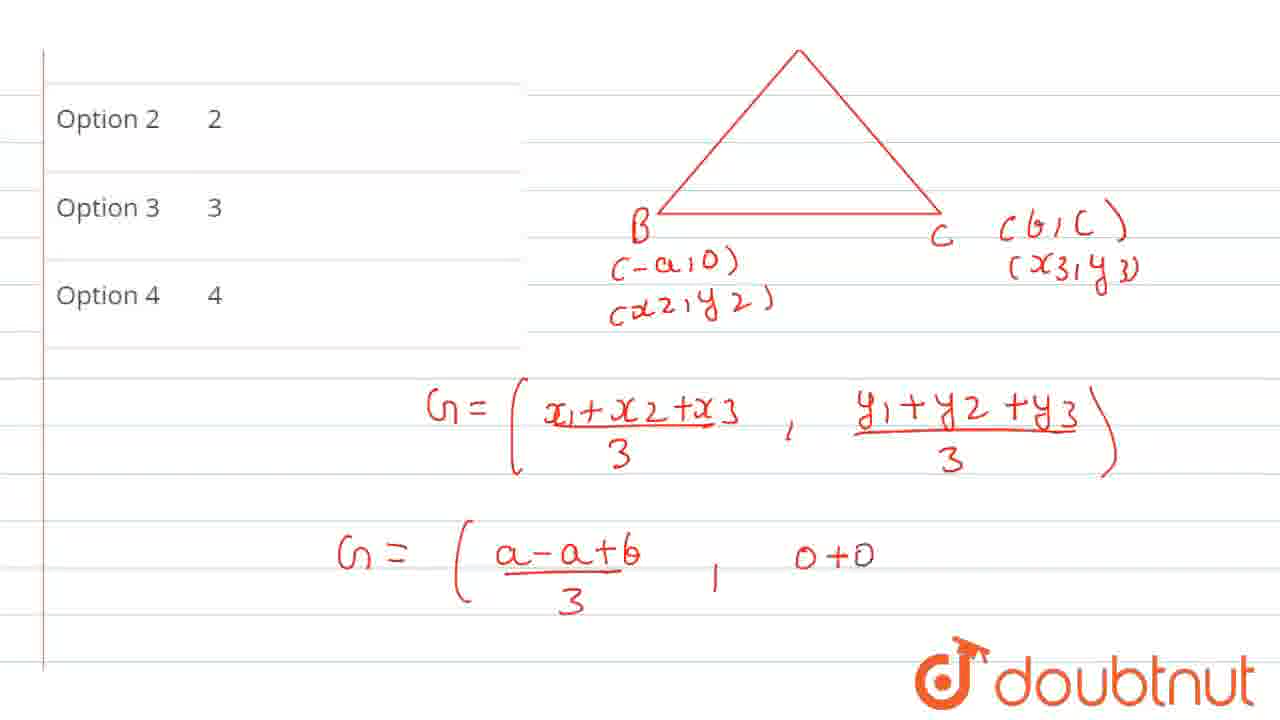 Option 2 2
Option 3 3
Option 4 4
B
C
(b, c)
(-a, 0)
(x3, y3)
(x2, y2)
G = ( x1 + x2 + x3 / 3 , y1 + y2 + y3 / 3 )
G = ( a - a + b / 3 , 0 + 0
doubtnut